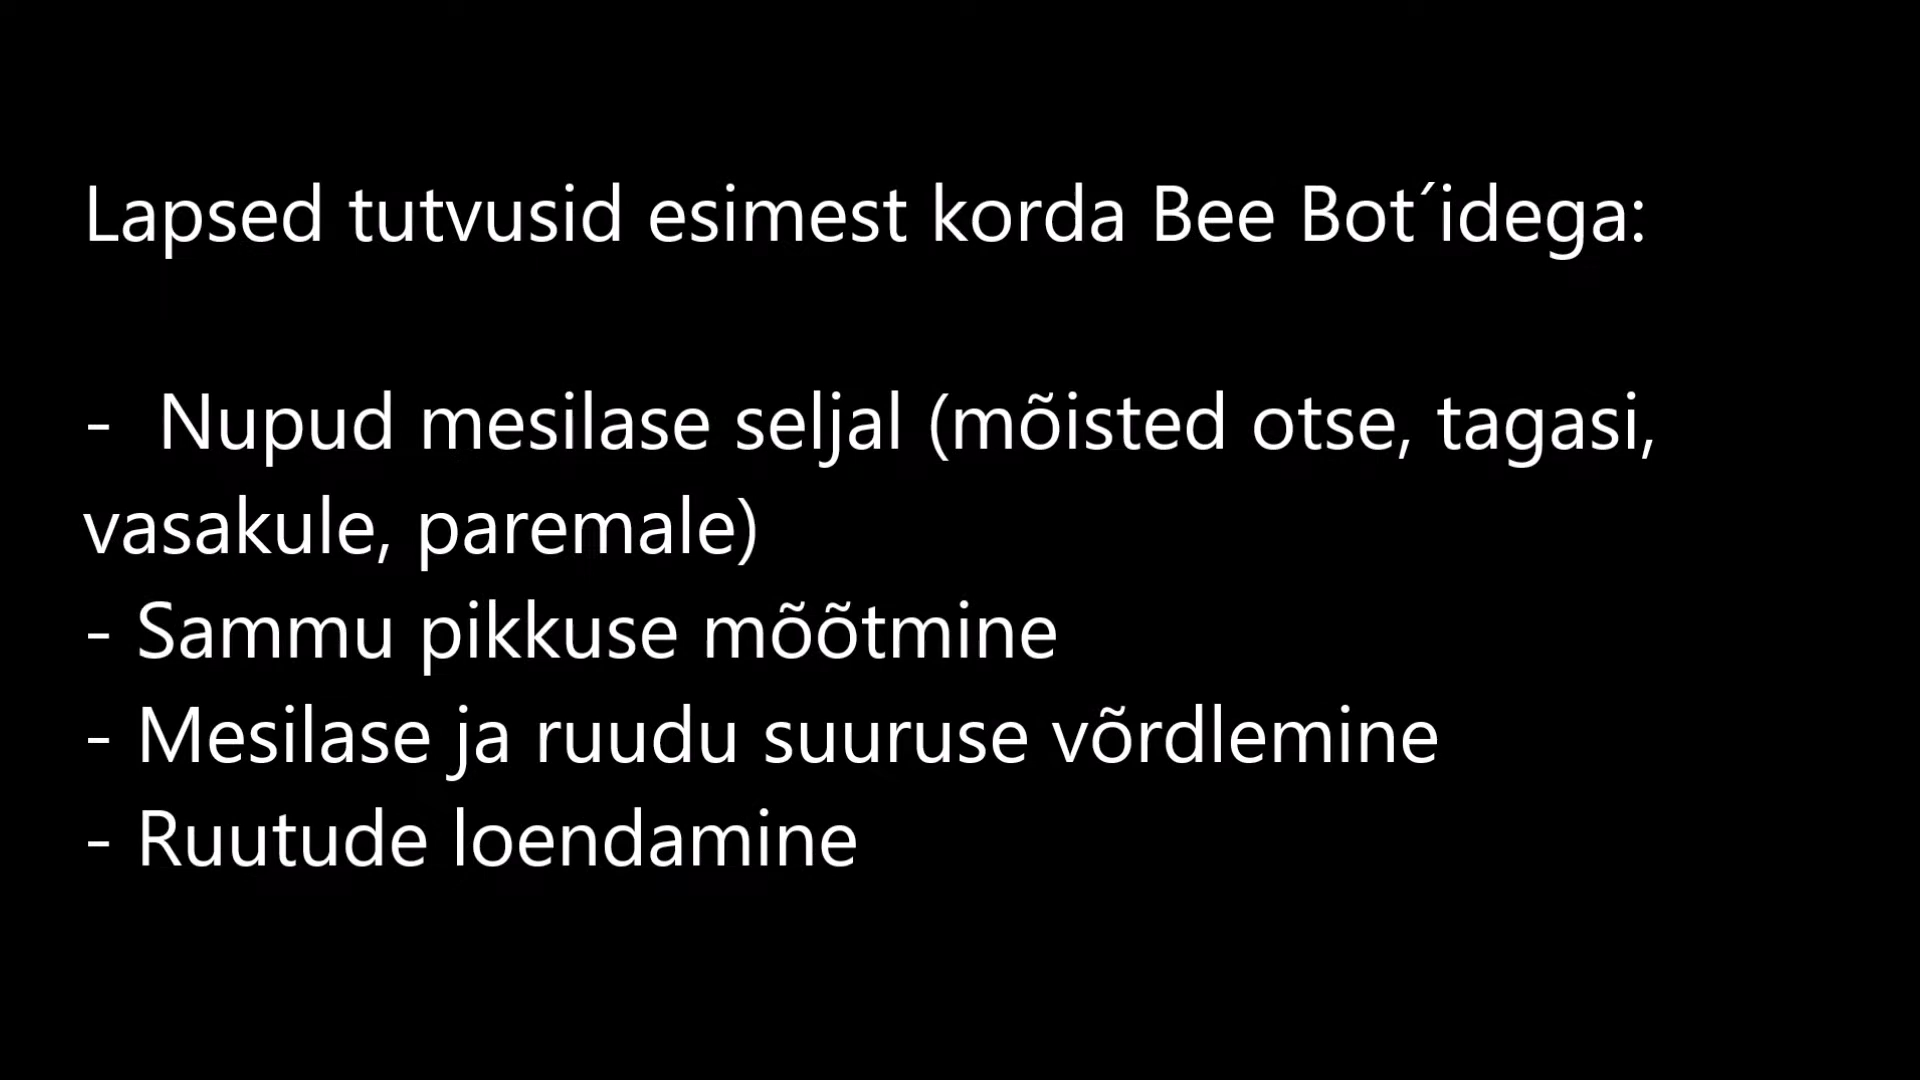 Lapsed tutvusid esimest korda Bee Bot´idega:
-  Nupud mesilase seljal (mõisted otse, tagasi,
vasakule, paremale)
- Sammu pikkuse mõõtmine
- Mesilase ja ruudu suuruse võrdlemine
- Ruutude loendamine